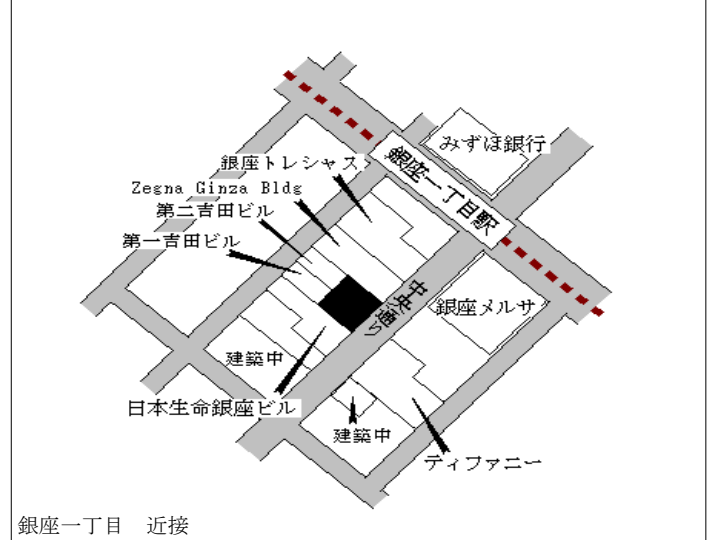 みずほ銀行
銀座一丁目駅
銀座トレシャス
Zegna Ginza Bldg
第二吉田ビル
第一吉田ビル
中央通り
銀座メルサ
建築中
日本生命銀座ビル
建築中
ティファニー
銀座一丁目　近接